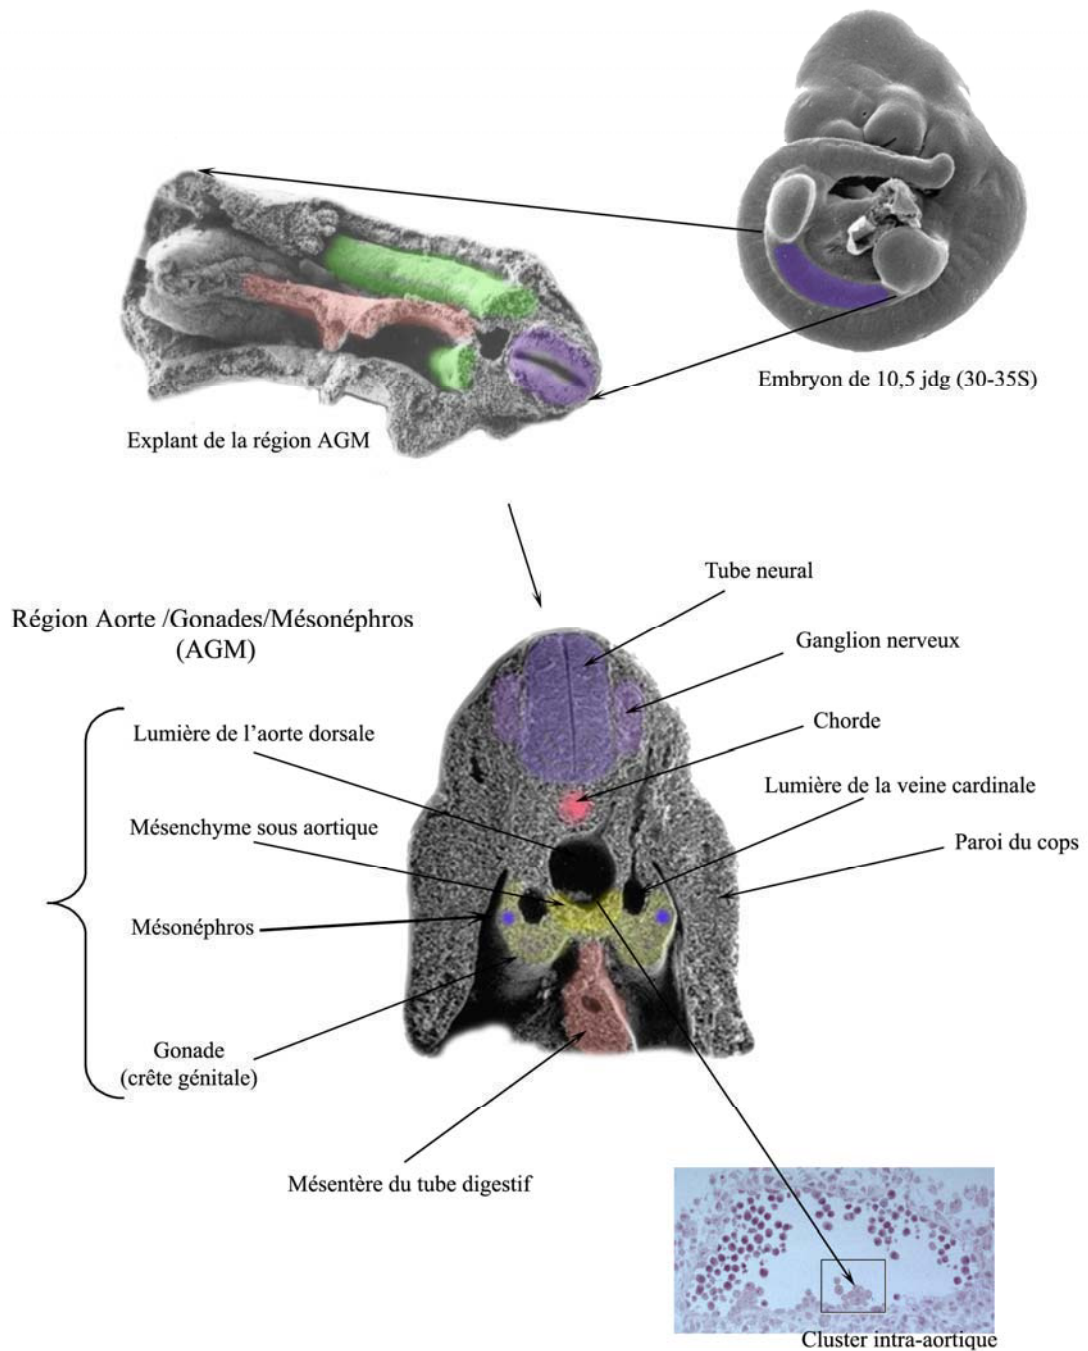 Embryon de 10,5 jdg (30-35S)
Explant de la région AGM
Tube neural
Région Aorte /Gonades/Mésonéphros
(AGM)
Ganglion nerveux
Lumière de l'aorte dorsale
Chorde
Lumière de la veine cardinale
Mésenchyme sous aortique
Paroi du cops
Mésonéphros
Gonade
(crête génitale)
Mésentère du tube digestif
Cluster intra-aortique